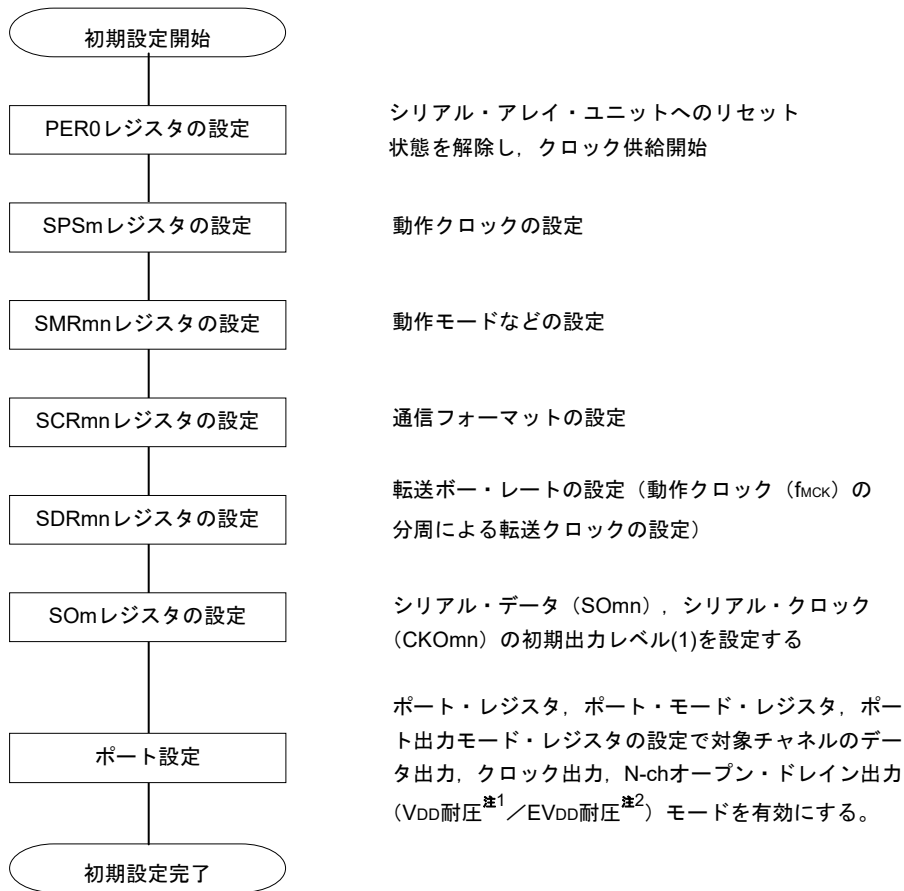 初期設定開始
PER0レジスタの設定
シリアル・アレイ・ユニットへのリセット
状態を解除し，クロック供給開始
SPSmレジスタの設定
動作クロックの設定
SMRmnレジスタの設定
動作モードなどの設定
SCRmnレジスタの設定
通信フォーマットの設定
SDRmnレジスタの設定
転送ボー・レートの設定（動作クロック（fMCK）の
分周による転送クロックの設定）
SOmレジスタの設定
シリアル・データ（SOmn），シリアル・クロック
（CKOmn）の初期出力レベル(1)を設定する
ポート設定
ポート・レジスタ，ポート・モード・レジスタ，ポー
ト出力モード・レジスタの設定で対象チャネルのデー
タ出力，クロック出力，N-chオープン・ドレイン出力
（VDD耐圧注1／EVDD耐圧注2）モードを有効にする。
初期設定完了